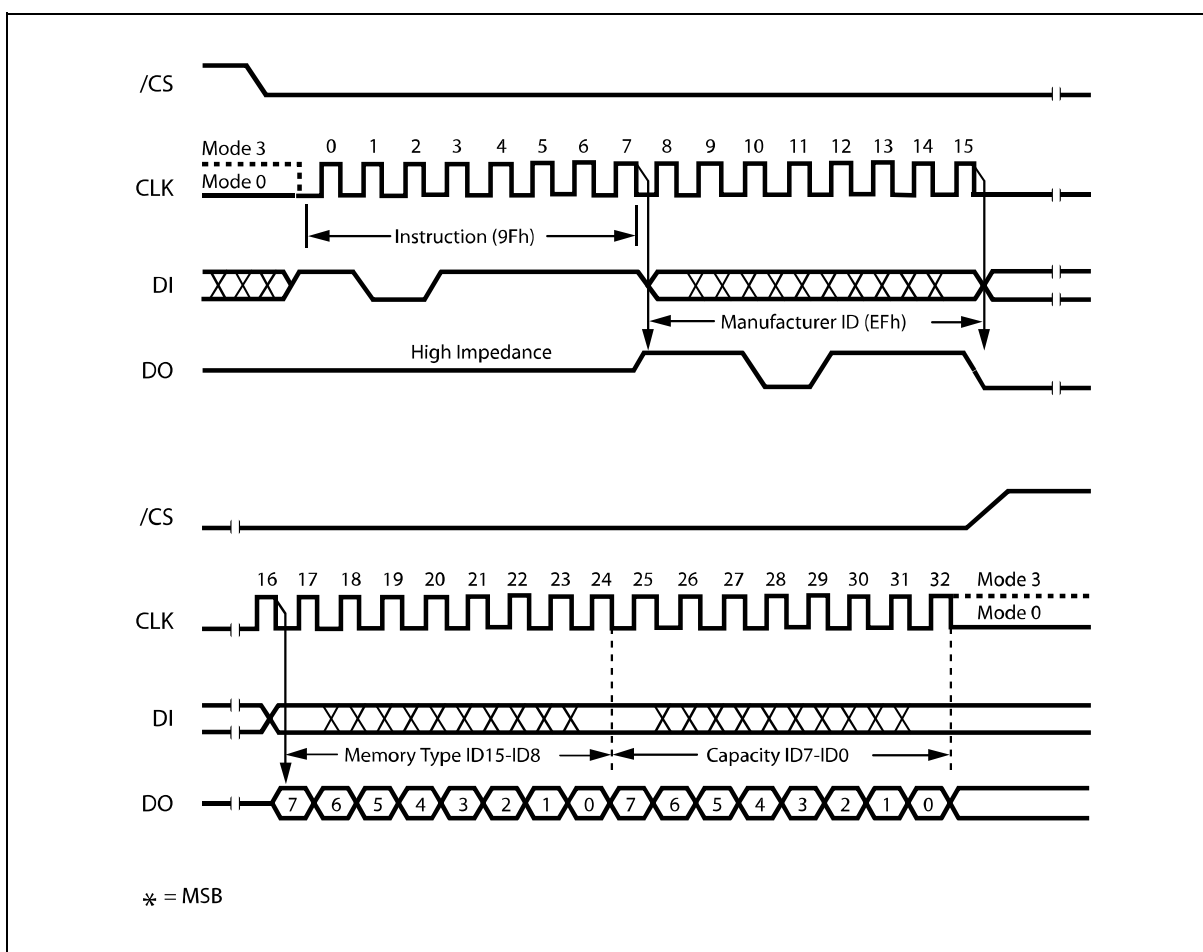 /CS
Mode 3
0 1 2 3 4 5 6 7 8 9 10 11 12 13 14 15
Mode 0
CLK
Instruction (9Fh)
DI
Manufacturer ID (EFh)
High Impedance
DO
/CS
16 17 18 19 20 21 22 23 24 25 26 27 28 29 30 31 32
Mode 3
Mode 0
CLK
DI
Memory Type ID15-ID8
Capacity ID7-ID0
DO
7 6 5 4 3 2 1 0 7 6 5 4 3 2 1 0
* = MSB